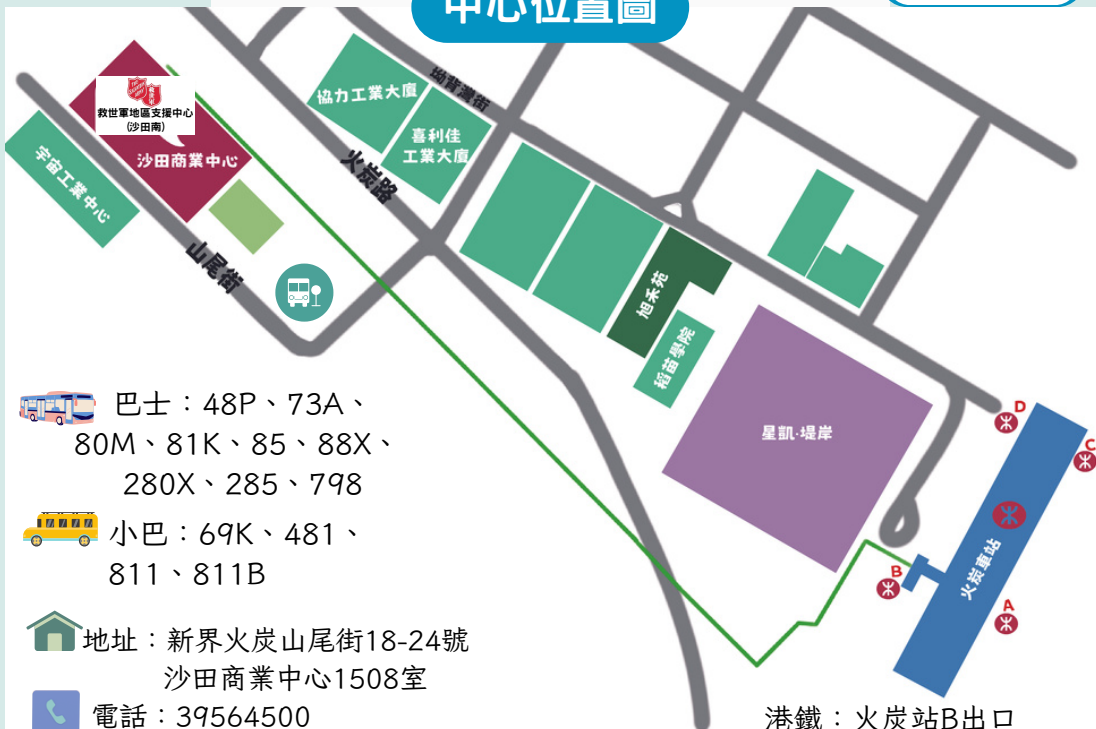 中心位置圖
救世軍地區支援中心
(沙田南)
沙田商業中心
宇宙工業中心
山尾街
火炭路
協力工業大廈
喜利佳
工業大廈
坳背灣街
旭禾苑
稻苗學院
星凱·堤岸
火炭車站
A
B
C
D
巴士：48P、73A、
80M、81K、85、88X、
280X、285、798
小巴：69K、481、
811、811B
地址：新界火炭山尾街18-24號
沙田商業中心1508室
電話：39564500
港鐵：火炭站B出口